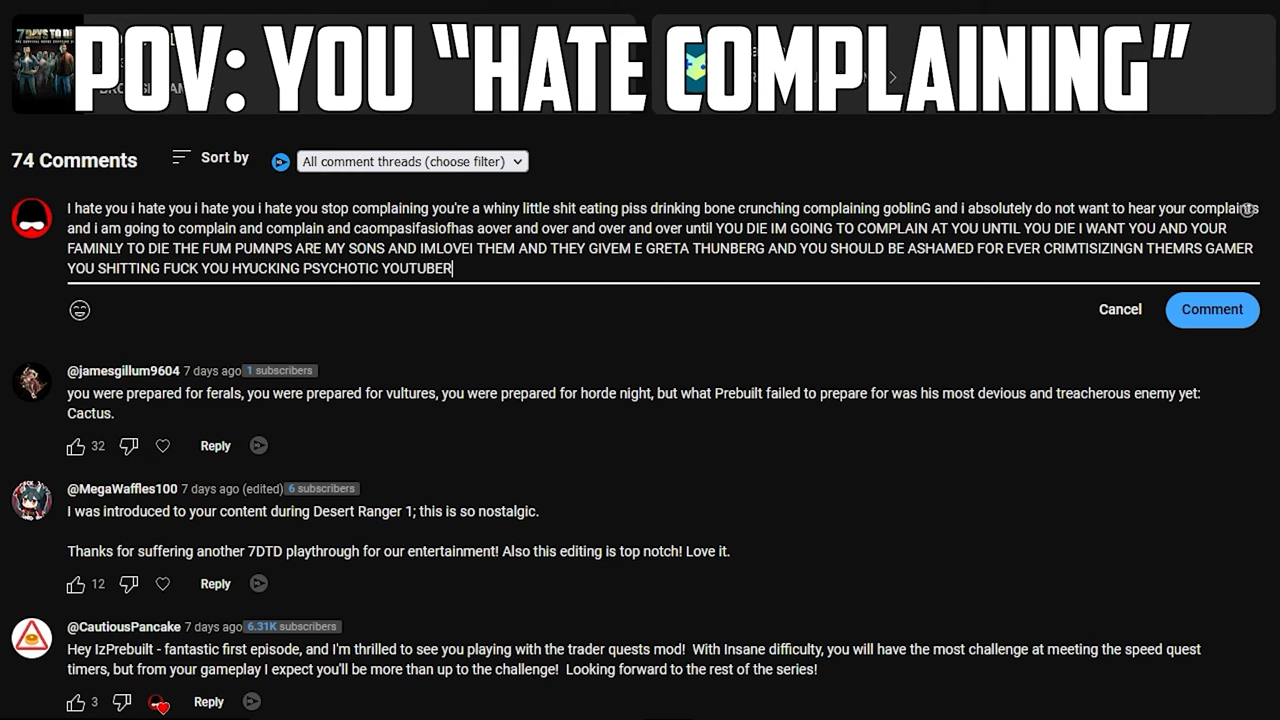 POV: YOU “HATE COMPLAINING”
74 Comments
Sort by
All comment threads (choose filter)
I hate you i hate you i hate you i hate you stop complaining you're a whiny little shit eating piss drinking bone crunching complaining goblinG and i absolutely do not want to hear your complaints
and i am going to complain and complain and caompasifasiofhas aover and over and over and over until YOU DIE IM GOING TO COMPLAIN AT YOU UNTIL YOU DIE I WANT YOU AND YOUR
FAMINLY TO DIE THE FUM PUMNPS ARE MY SONS AND IMLOVEI THEM AND THEY GIVEM E GRETA THUNBERG AND YOU SHOULD BE ASHAMED FOR EVER CRIMTISIZINGN THEMRS GAMER
YOU SHITTING FUCK YOU HYUCKING PSYCHOTIC YOUTUBER
Cancel
Comment
@jamesgillum9604 7 days ago 1 subscribers
you were prepared for ferals, you were prepared for vultures, you were prepared for horde night, but what Prebuilt failed to prepare for was his most devious and treacherous enemy yet:
Cactus.
32
Reply
@MegaWaffles100 7 days ago (edited) 6 subscribers
I was introduced to your content during Desert Ranger 1; this is so nostalgic.
Thanks for suffering another 7DTD playthrough for our entertainment! Also this editing is top notch! Love it.
12
Reply
@CautiousPancake 7 days ago 6.31K subscribers
Hey IzPrebuilt - fantastic first episode, and I'm thrilled to see you playing with the trader quests mod!  With Insane difficulty, you will have the most challenge at meeting the speed quest
timers, but from your gameplay I expect you'll be more than up to the challenge!  Looking forward to the rest of the series!
3
Reply